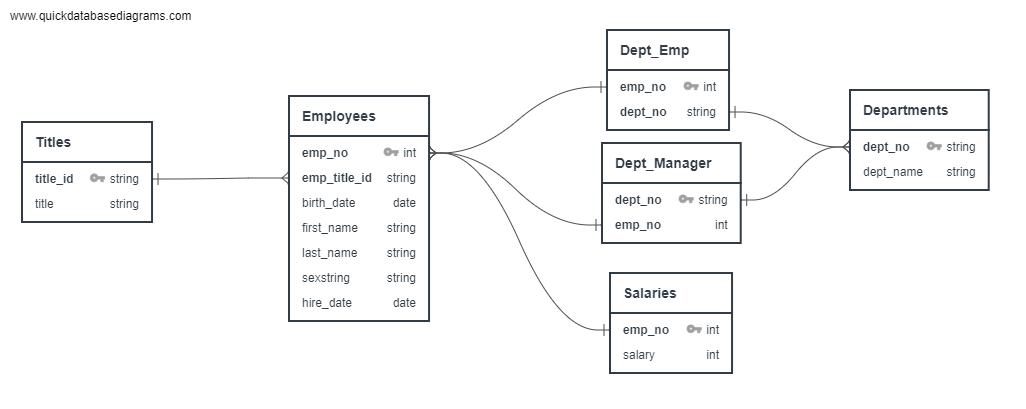 www.quickdatabasediagrams.com
Titles
title_id string
title string
Employees
emp_no int
emp_title_id string
birth_date date
first_name string
last_name string
sexstring string
hire_date date
Dept_Emp
emp_no int
dept_no string
Dept_Manager
dept_no string
emp_no int
Salaries
emp_no int
salary int
Departments
dept_no string
dept_name string